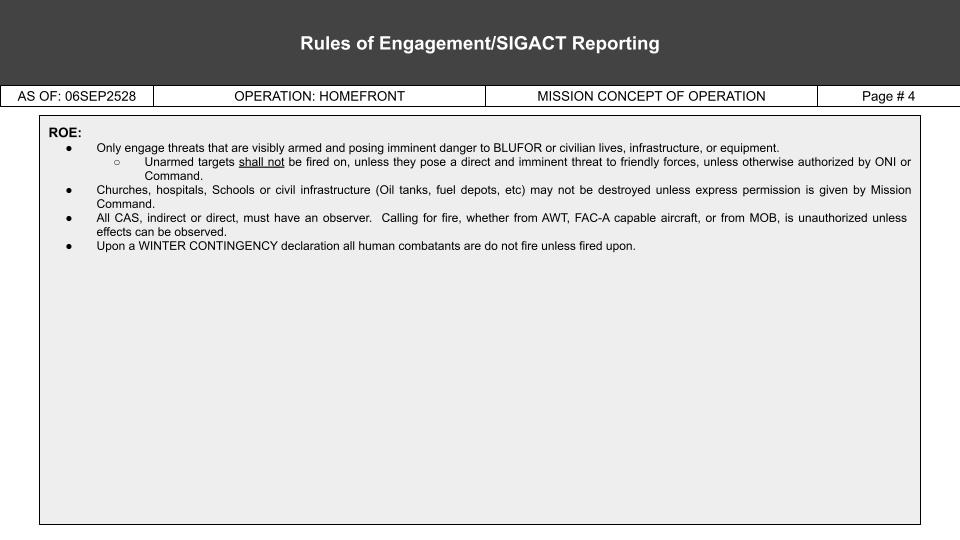 Rules of Engagement/SIGACT Reporting
AS OF: 06SEP2528
OPERATION: HOMEFRONT
MISSION CONCEPT OF OPERATION
Page # 4
ROE:
● Only engage threats that are visibly armed and posing imminent danger to BLUFOR or civilian lives, infrastructure, or equipment.
○ Unarmed targets shall not be fired on, unless they pose a direct and imminent threat to friendly forces, unless otherwise authorized by ONI or
Command.
● Churches, hospitals, Schools or civil infrastructure (Oil tanks, fuel depots, etc) may not be destroyed unless express permission is given by Mission
Command.
● All CAS, indirect or direct, must have an observer. Calling for fire, whether from AWT, FAC-A capable aircraft, or from MOB, is unauthorized unless
effects can be observed.
● Upon a WINTER CONTINGENCY declaration all human combatants are do not fire unless fired upon.